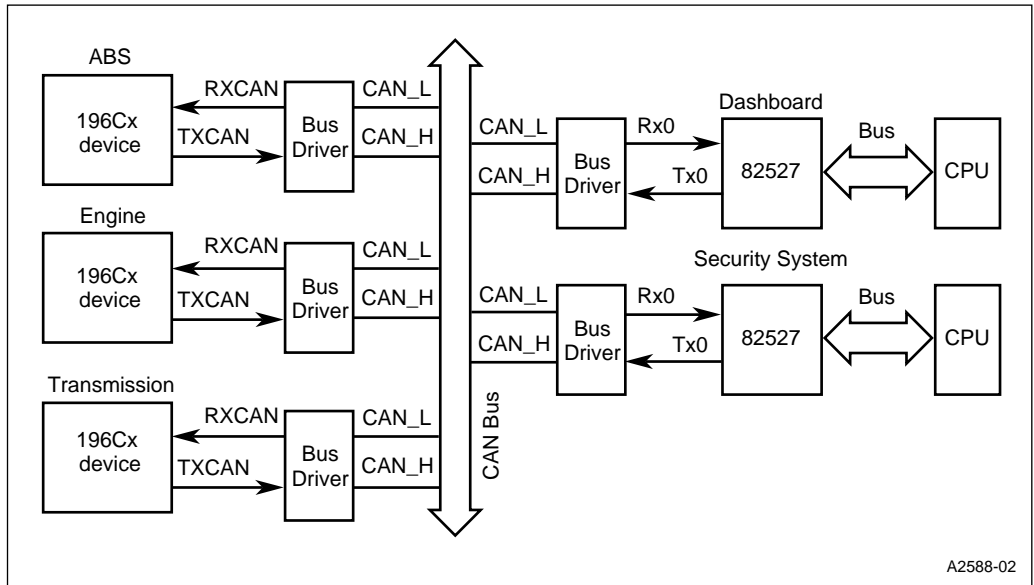 ABS
196Cx
device
RXCAN
TXCAN
Bus
Driver
CAN_L
CAN_H
Engine
196Cx
device
RXCAN
TXCAN
Bus
Driver
CAN_L
CAN_H
Transmission
196Cx
device
RXCAN
TXCAN
Bus
Driver
CAN_L
CAN_H
CAN Bus
CAN_L
CAN_H
Bus
Driver
Rx0
Tx0
Dashboard
82527
Bus
CPU
CAN_L
CAN_H
Bus
Driver
Rx0
Tx0
Security System
82527
Bus
CPU
A2588-02